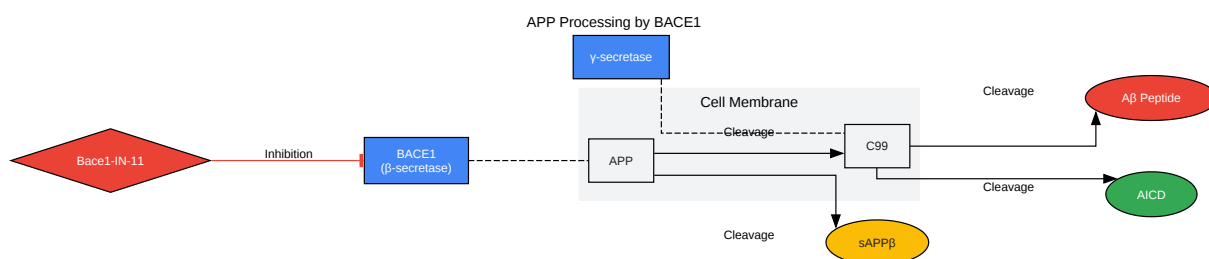 APP Processing by BACE1
γ-secretase
Cell Membrane
Cleavage
Aβ Peptide
Cleavage
Inhibition
Bace1-IN-11
BACE1
(β-secretase)
APP
C99
Cleavage
AICD
Cleavage
sAPPβ